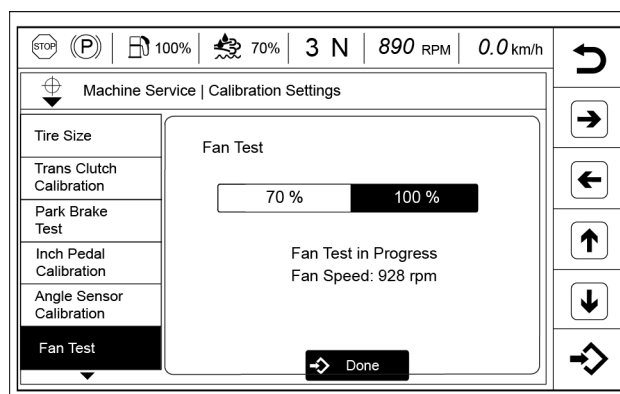 STOP (P) 100% 70% 3 N 890 RPM 0.0 km/h
Machine Service | Calibration Settings
Tire Size
Trans Clutch
Calibration
Park Brake
Test
Inch Pedal
Calibration
Angle Sensor
Calibration
Fan Test
Fan Test
70 % 100 %
Fan Test in Progress
Fan Speed: 928 rpm
Done